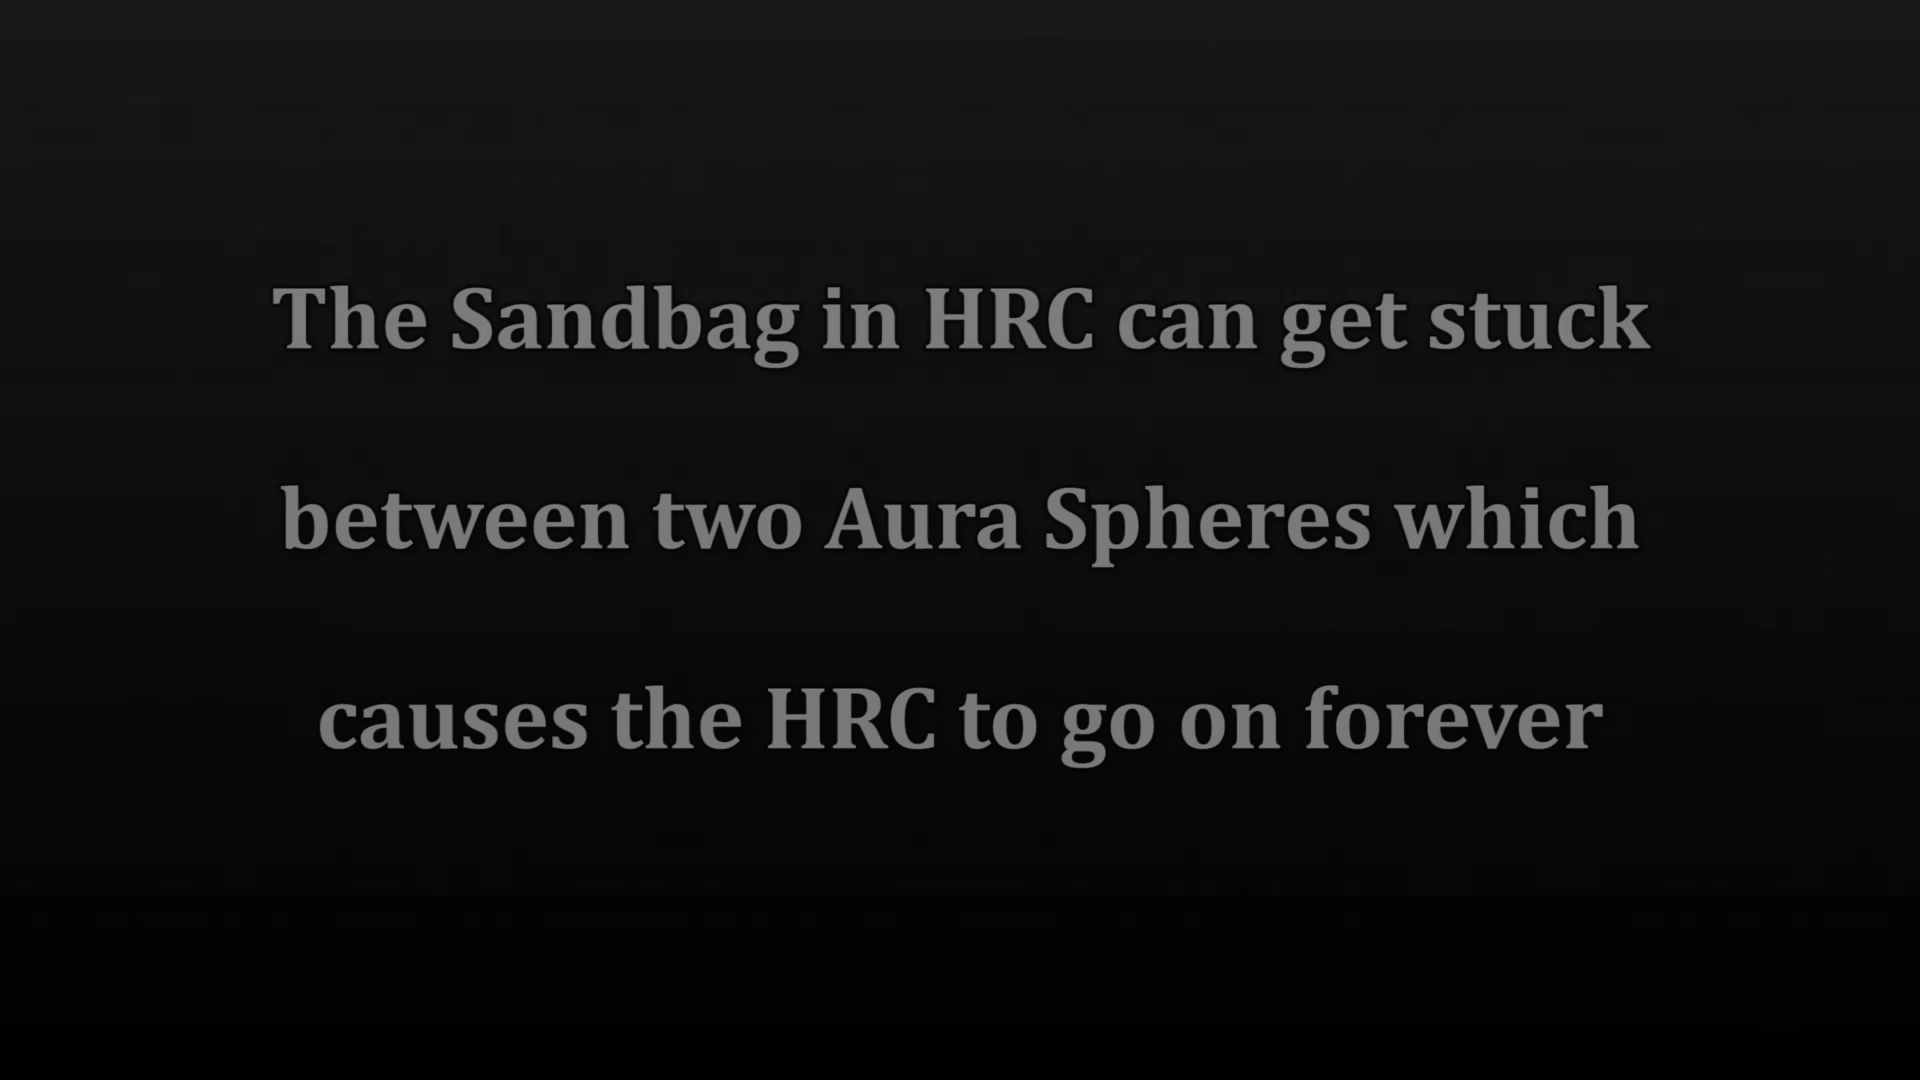 The Sandbag in HRC can get stuck
between two Aura Spheres which
causes the HRC to go on forever